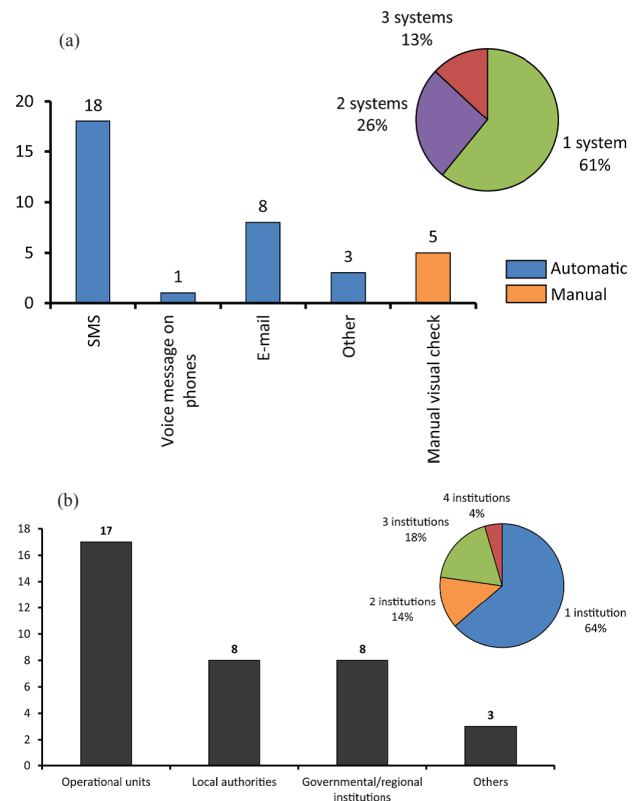 (a)
3 systems
13%
2 systems
26%
1 system
61%
20
15
10
5
0
18
1
8
3
5
Automatic
Manual
SMS
Voice message on
phones
E-mail
Other
Manual visual check
(b)
4 institutions
4%
3 institutions
18%
2 institutions
14%
1 institution
64%
18
16
14
12
10
8
6
4
2
0
17
8
8
3
Operational units
Local authorities
Governmental/regional
institutions
Others